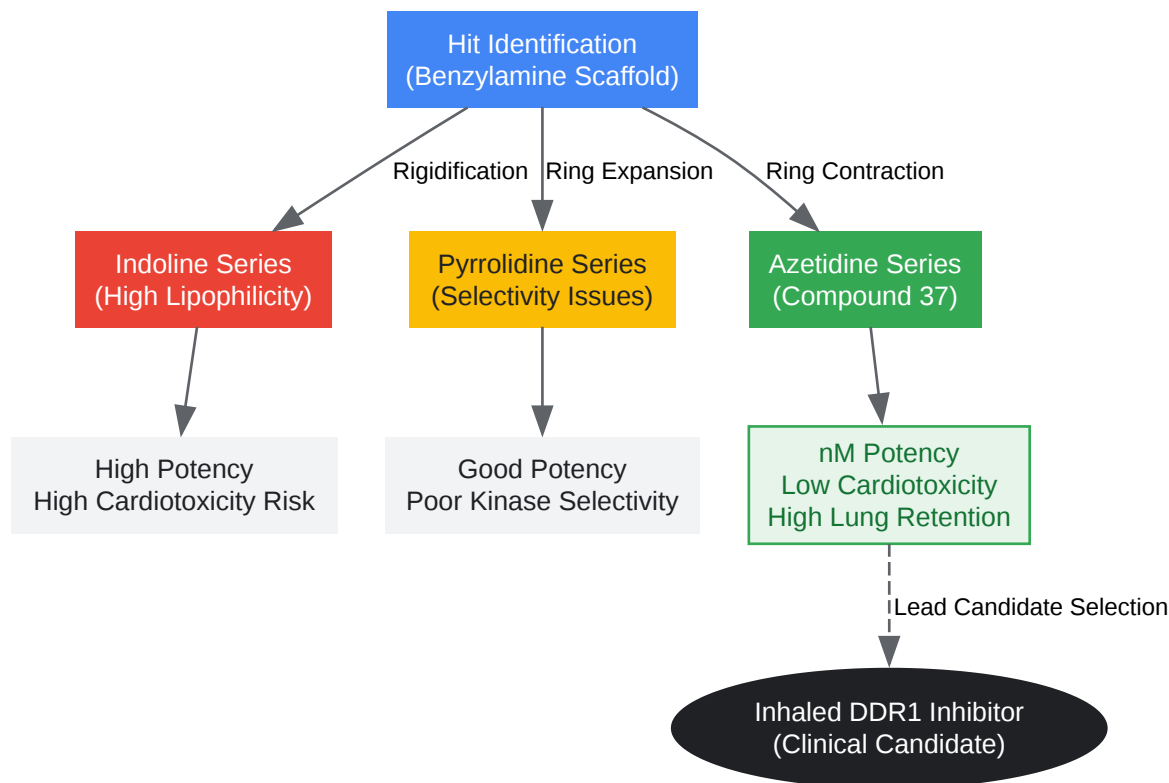 Hit Identification
(Benzylamine Scaffold)
Rigidification
Ring Expansion
Ring Contraction
Indoline Series
(High Lipophilicity)
Pyrrolidine Series
(Selectivity Issues)
Azetidine Series
(Compound 37)
High Potency
High Cardiotoxicity Risk
Good Potency
Poor Kinase Selectivity
nM Potency
Low Cardiotoxicity
High Lung Retention
Lead Candidate Selection
Inhaled DDR1 Inhibitor
(Clinical Candidate)